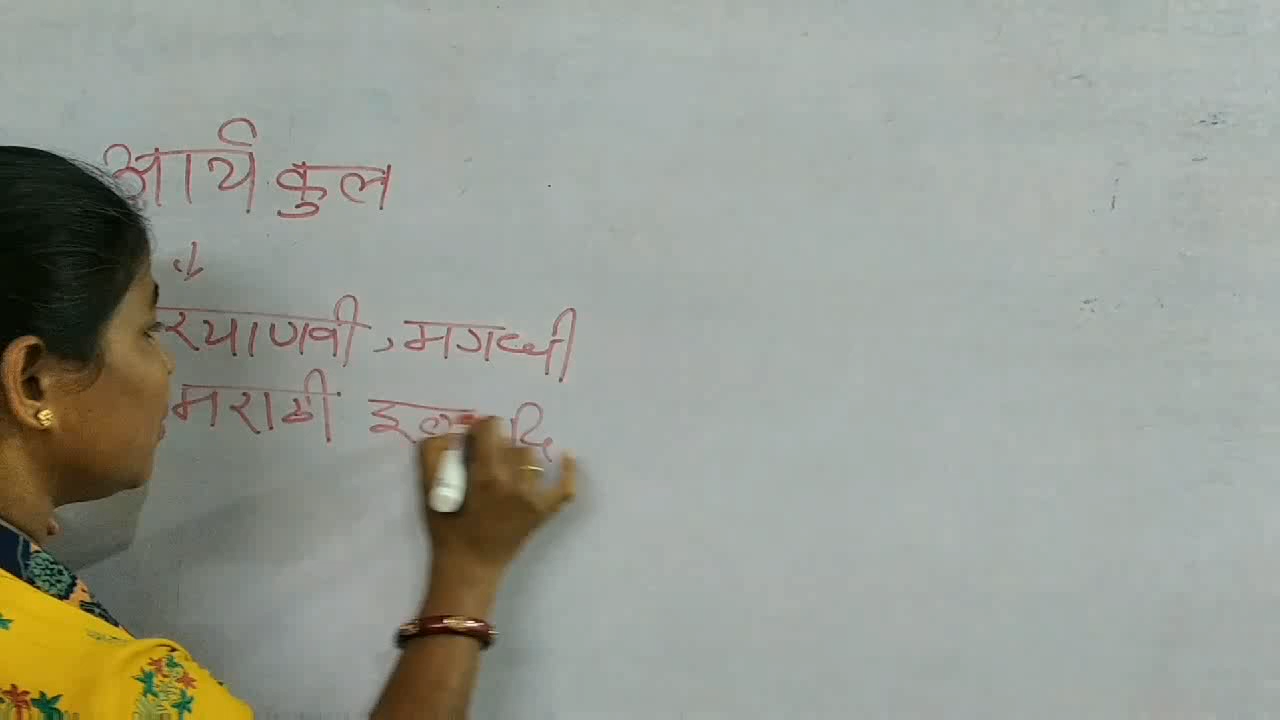 आर्य कुल
रयाणवी, मगध्धी
मराठी